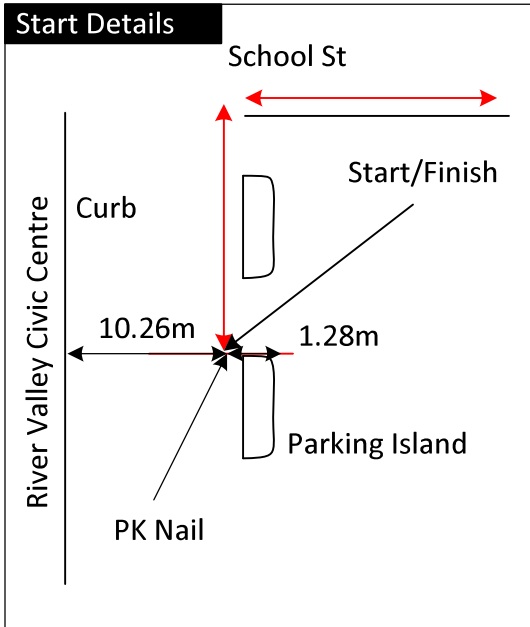 Start Details
School St
Start/Finish
Curb
River Valley Civic Centre
10.26m
1.28m
Parking Island
PK Nail